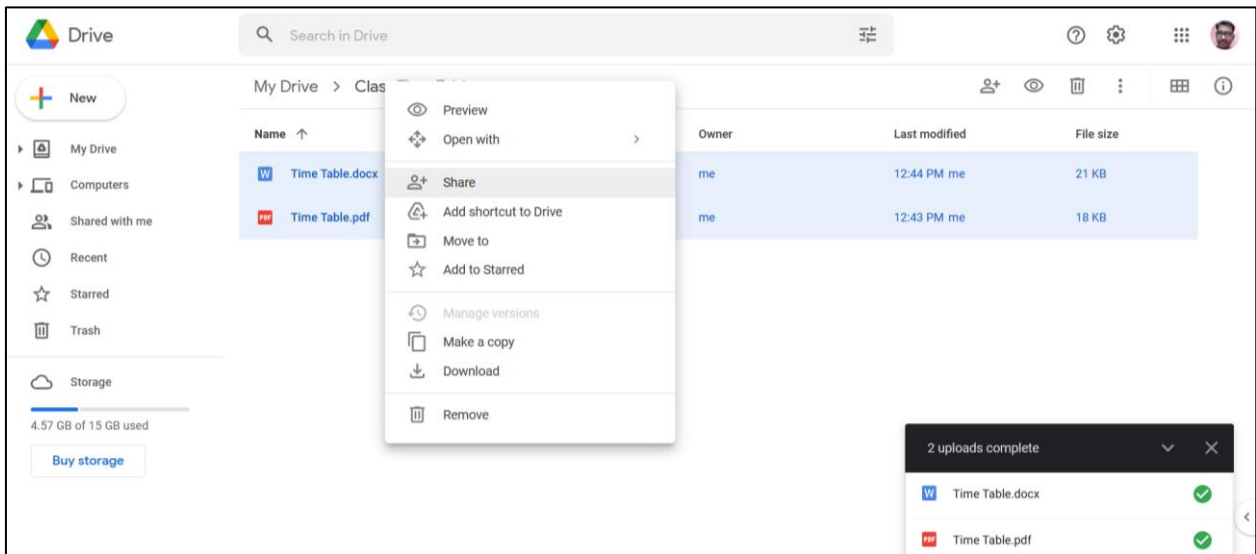 Drive
Search in Drive
New
My Drive > Clas
Name
Owner
Last modified
File size
My Drive
Computers
Shared with me
Recent
Starred
Trash
Storage
4.57 GB of 15 GB used
Buy storage
W Time Table.docx
me
12:44 PM me
21 KB
PDF Time Table.pdf
me
12:43 PM me
18 KB
Preview
Open with
Share
Add shortcut to Drive
Move to
Add to Starred
Manage versions
Make a copy
Download
Remove
2 uploads complete
W Time Table.docx
PDF Time Table.pdf